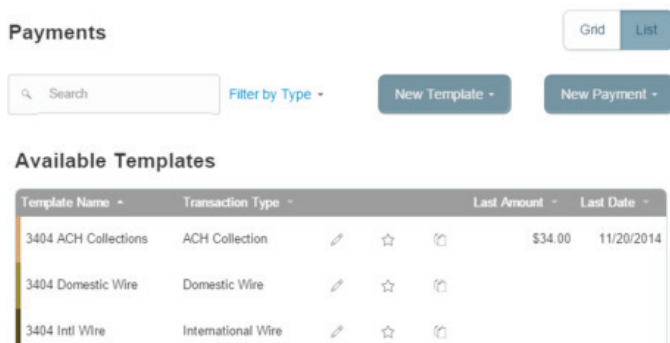 Payments
Grid List
Search Filter by Type New Template New Payment
Available Templates
Template Name Transaction Type Last Amount Last Date
3404 ACH Collections ACH Collection $34.00 11/20/2014
3404 Domestic Wire Domestic Wire
3404 Intl WIre International Wire